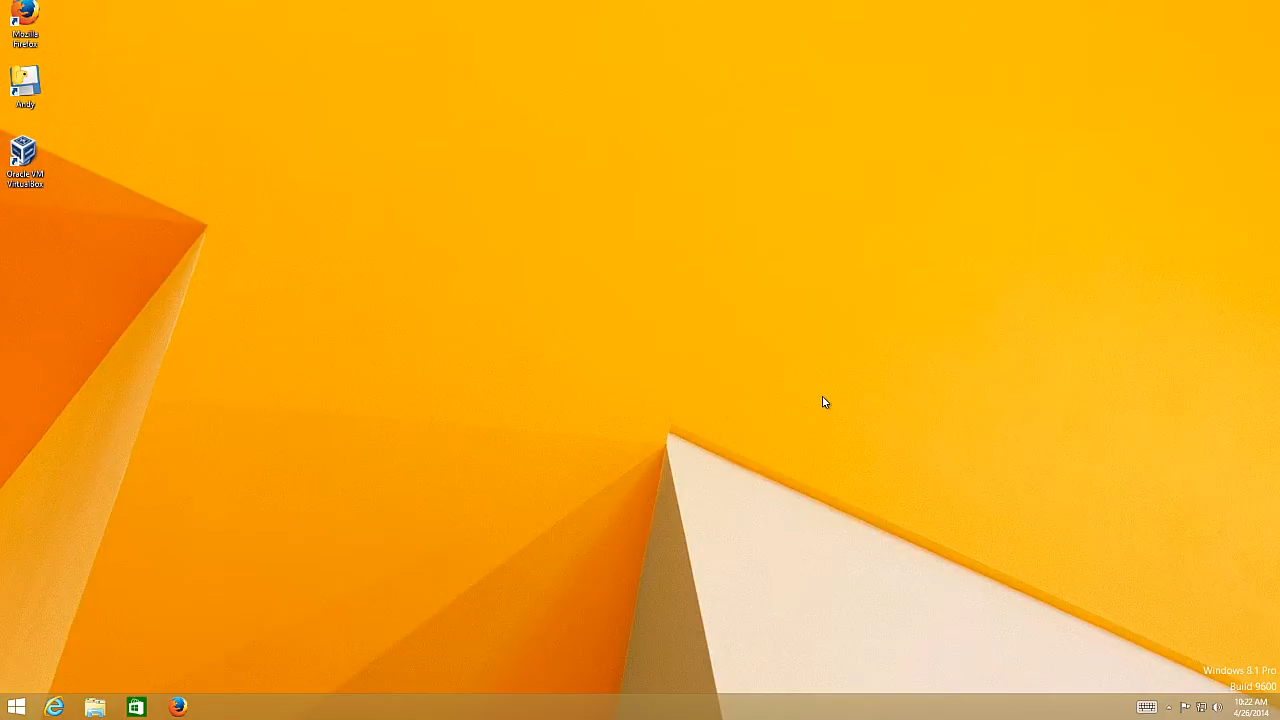 Mozilla
Firefox
Andy
Oracle VM
VirtualBox
Windows 8.1 Pro
Build 9600
10:22 AM
4/26/2014